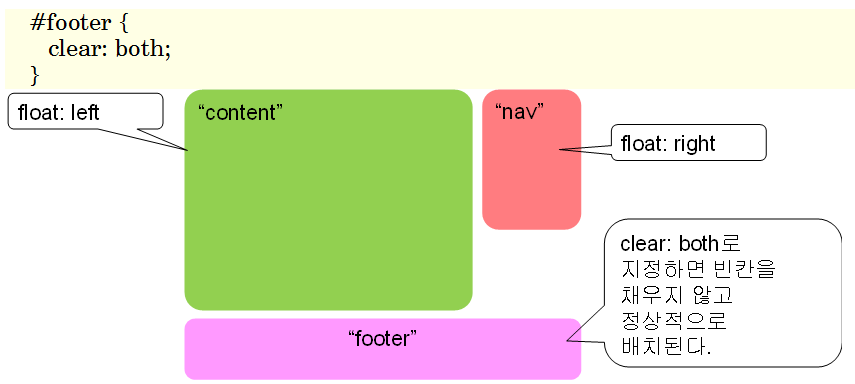 #footer {
clear: both;
}
float: left
“content”
“nav”
float: right
clear: both로
지정하면 빈칸을
채우지 않고
정상적으로
배치된다.
“footer”